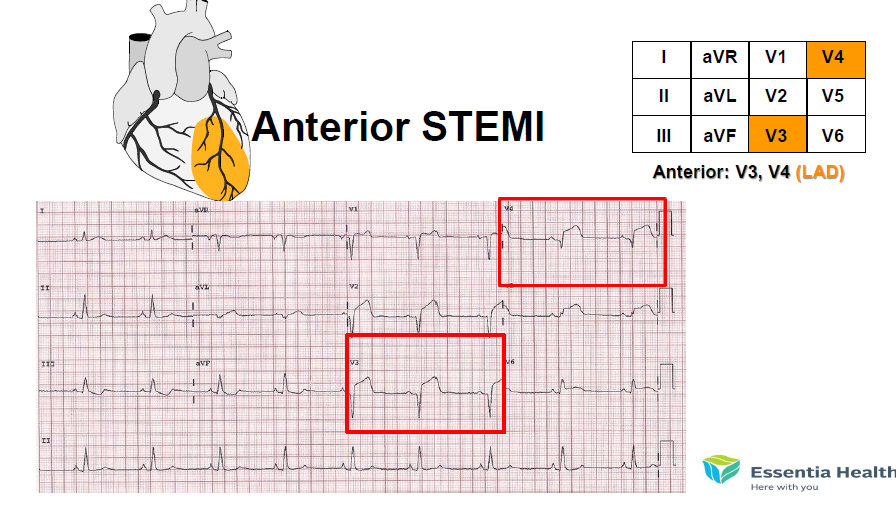 Anterior STEMI
I aVR V1 V4
II aVL V2 V5
III aVF V3 V6
Anterior: V3, V4 (LAD)
I aVR V1 V4
II aVL V2
III aVF V3 V6
II
Essentia Health
Here with you